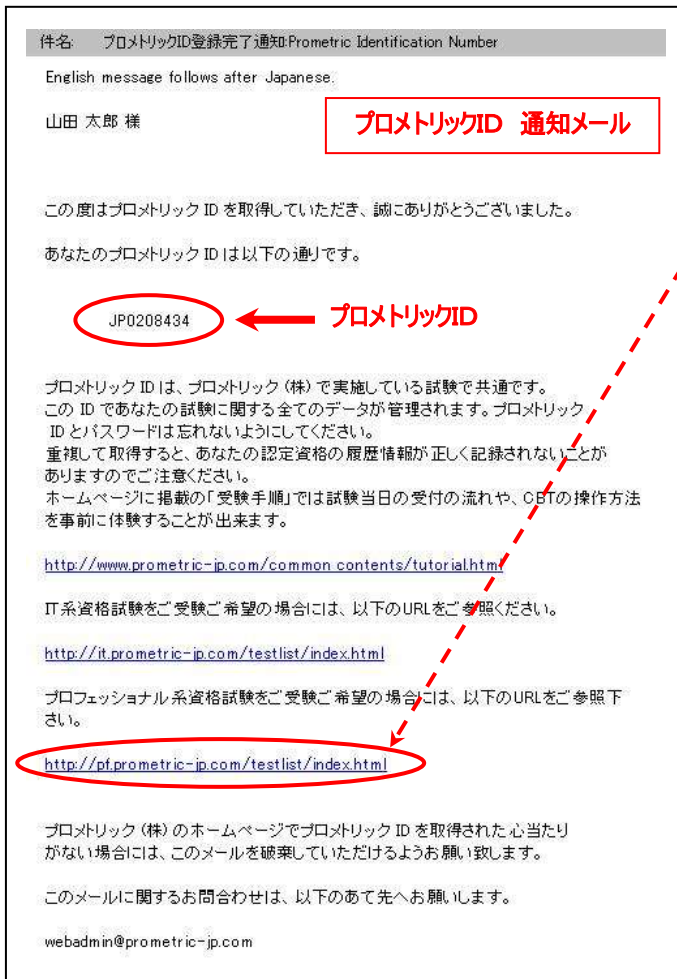 件名: プロメトリックID登録完了通知:Prometric Identification Number
English message follows after Japanese.
山田 太郎 様
プロメトリックID 通知メール
この度はプロメトリック ID を取得していただき、誠にありがとうございました。
あなたのプロメトリック ID は以下の通りです。
JP0208434
プロメトリックID
プロメトリック ID は、プロメトリック (株) で実施している試験で共通です。
この ID であなたの試験に関する全てのデータが管理されます。プロメトリック
ID とパスワードは忘れないようにしてください。
重複して取得すると、あなたの認定資格の履歴情報が正しく記録されないことが
ありますのでご注意ください。
ホームページに掲載の「受験手順」では試験当日の受付の流れや、CBTの操作方法
を事前に体験することが出来ます。
http://www.prometric-jp.com/common contents/tutorial.html
IT系資格試験をご受験ご希望の場合には、以下のURLをご参照ください。
http://it.prometric-jp.com/testlist/index.html
プロフェッショナル系資格試験をご受験ご希望の場合には、以下のURLをご参照下
さい。
http://pf.prometric-jp.com/testlist/index.html
プロメトリック (株) のホームページでプロメトリック ID を取得された心当たり
がない場合には、このメールを破棄していただけるようお願い致します。
このメールに関するお問合わせは、以下のあて先へお願いします。
webadmin@prometric-jp.com